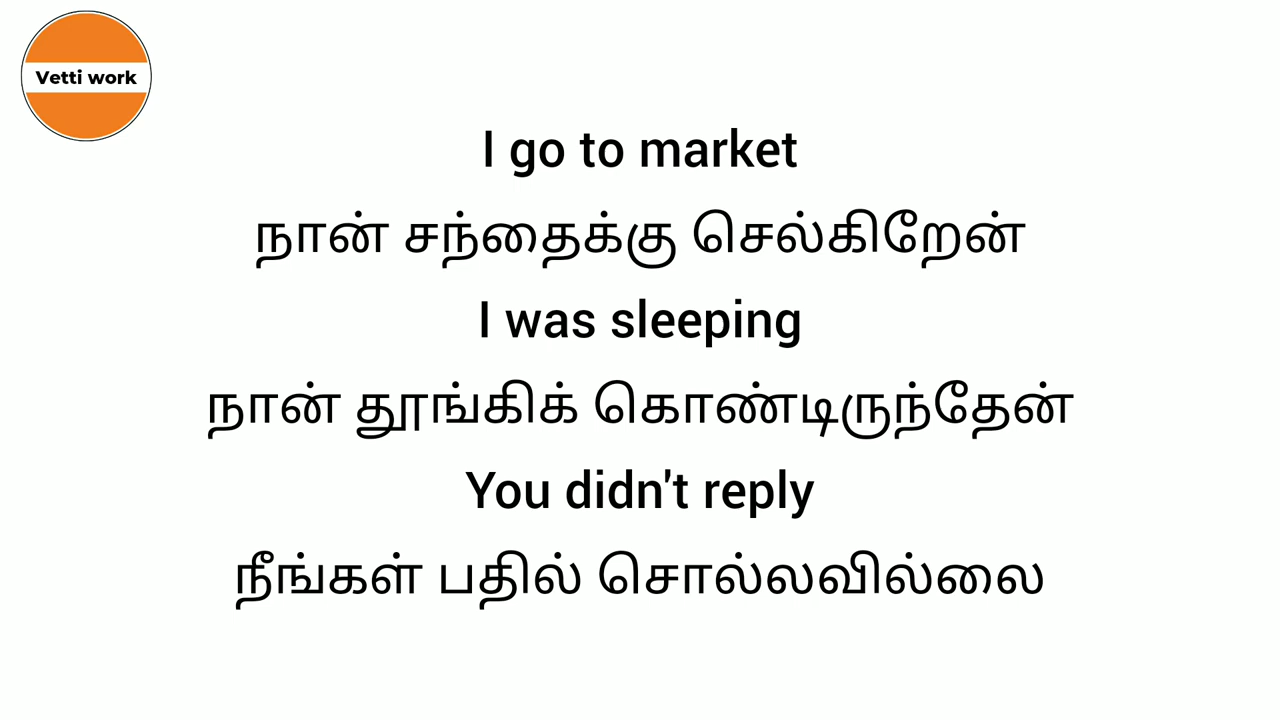 Vetti work
I go to market
நான் சந்தைக்கு செல்கிறேன்
I was sleeping
நான் தூங்கிக் கொண்டிருந்தேன்
You didn't reply
நீங்கள் பதில் சொல்லவில்லை